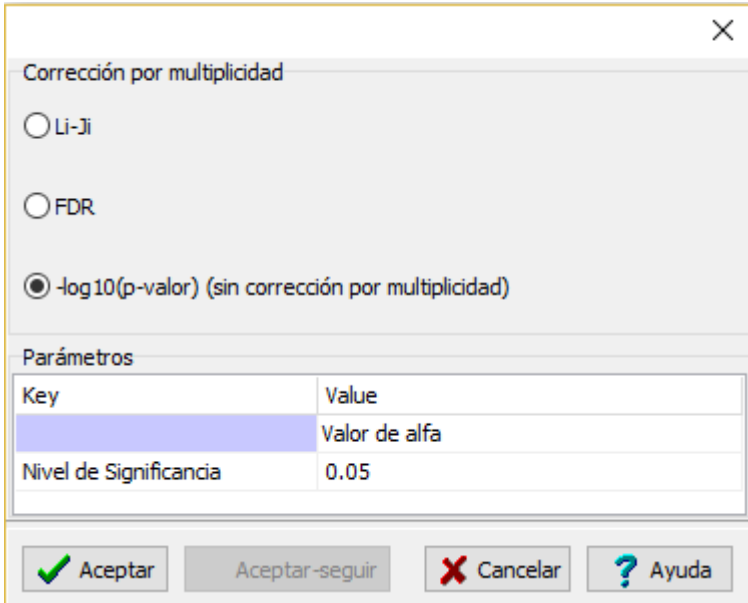 Corrección por multiplicidad
Li-Ji
FDR
-log10(p-valor) (sin corrección por multiplicidad)
Parámetros
Key Value
Valor de alfa
Nivel de Significancia 0.05
Aceptar Aceptar-seguir Cancelar Ayuda